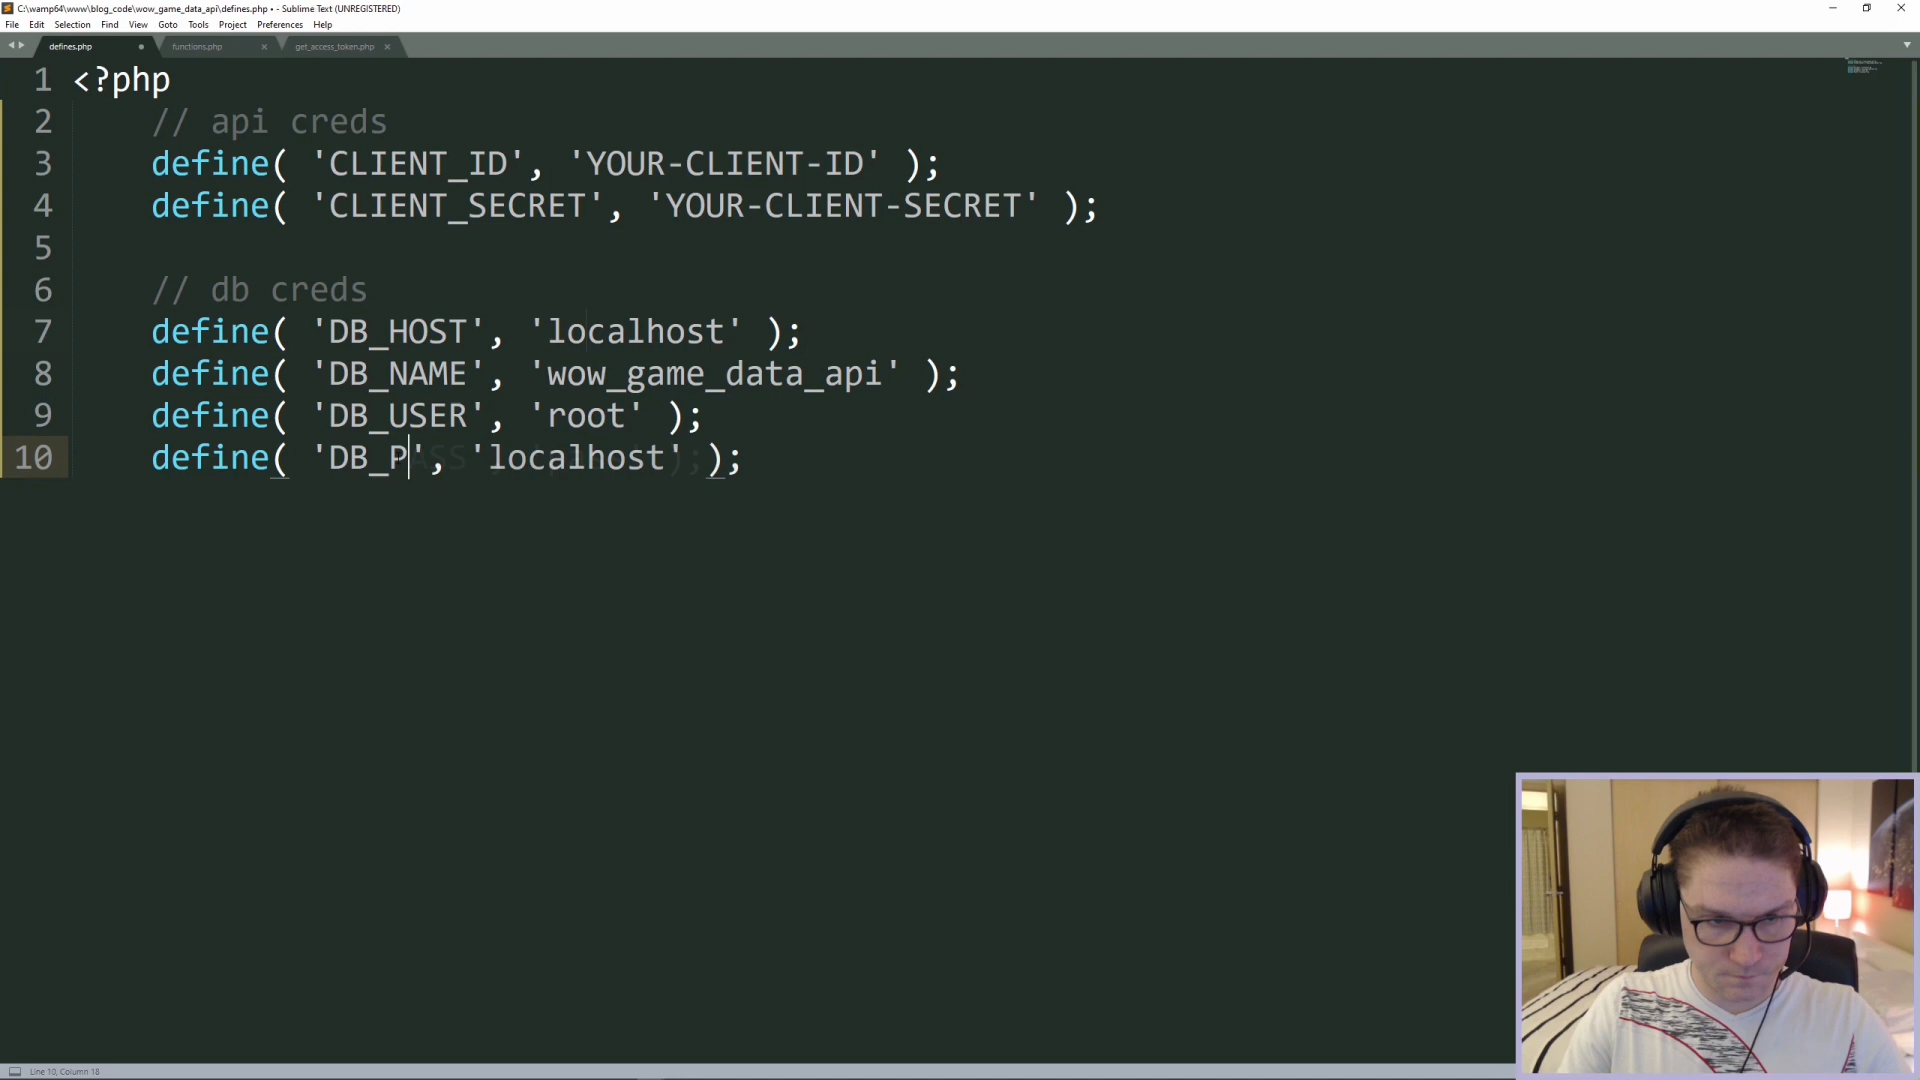 C:\wamp64\www\blog_code\wow_game_data_api\defines.php • - Sublime Text (UNREGISTERED)
File Edit Selection Find View Goto Tools Project Preferences Help
defines.php functions.php get_access_token.php
1 <?php
2 // api creds
3 define( 'CLIENT_ID', 'YOUR-CLIENT-ID' );
4 define( 'CLIENT_SECRET', 'YOUR-CLIENT-SECRET' );
5
6 // db creds
7 define( 'DB_HOST', 'localhost' );
8 define( 'DB_NAME', 'wow_game_data_api' );
9 define( 'DB_USER', 'root' );
10 define( 'DB_P', 'localhost' );
Line 10, Column 18